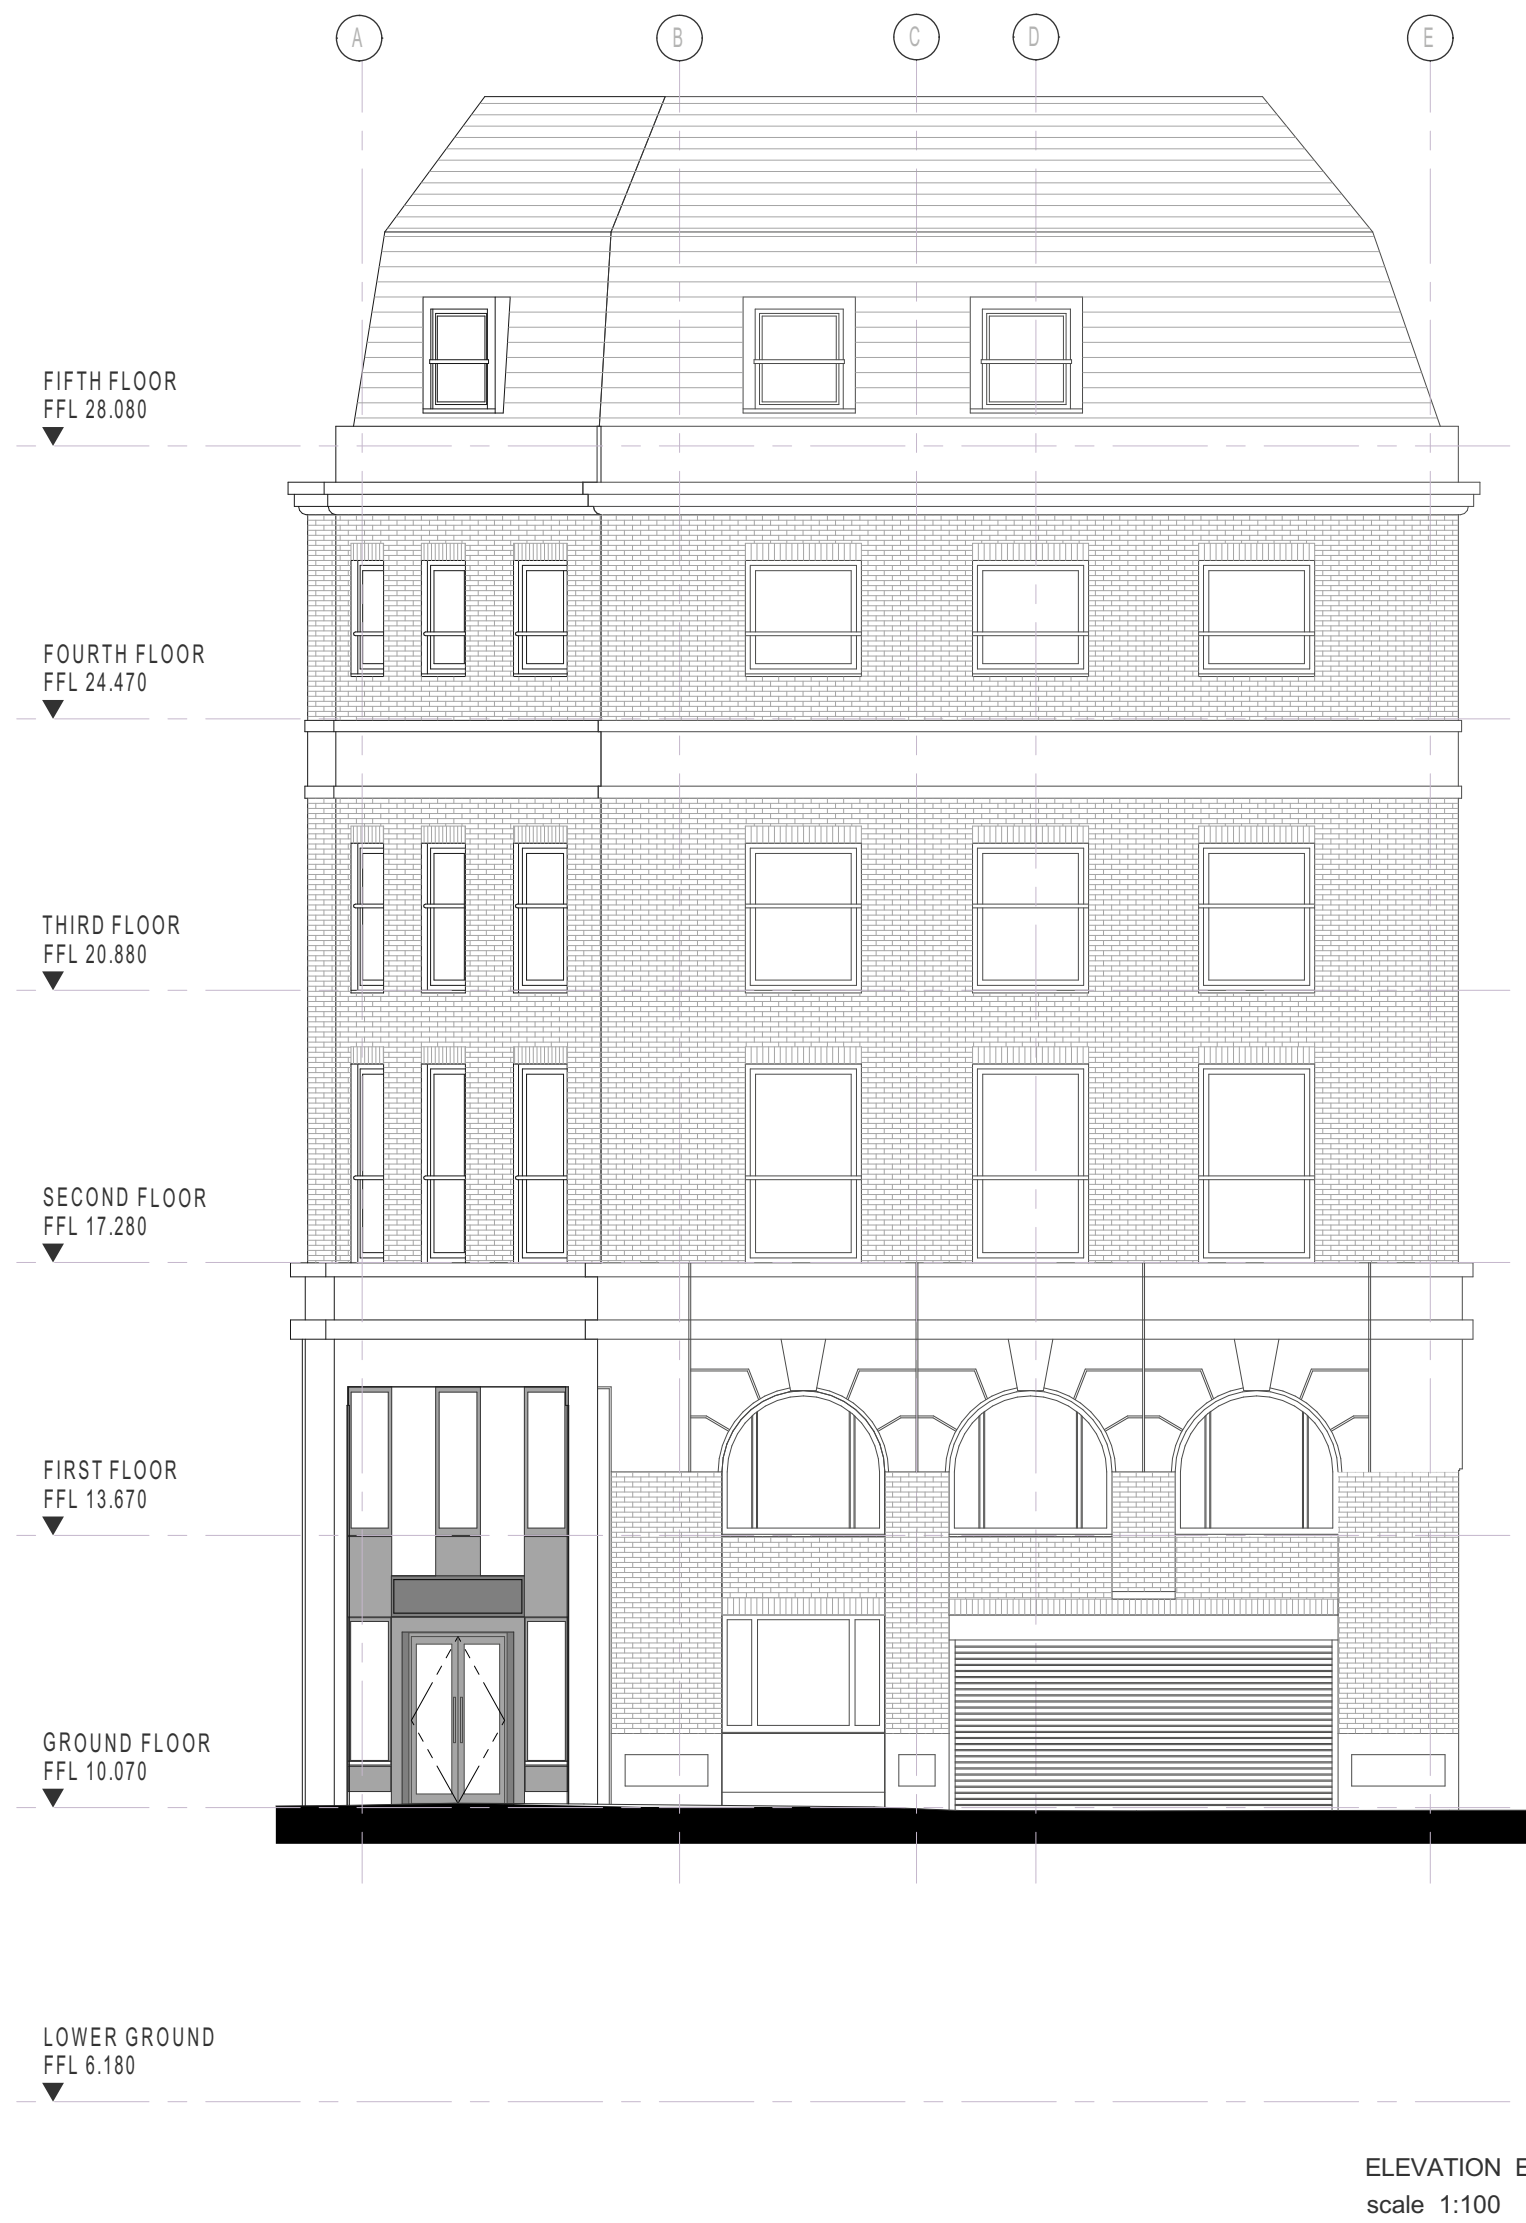 A B C D E
FIFTH FLOOR
FFL 28.080
FOURTH FLOOR
FFL 24.470
THIRD FLOOR
FFL 20.880
SECOND FLOOR
FFL 17.280
FIRST FLOOR
FFL 13.670
GROUND FLOOR
FFL 10.070
LOWER GROUND
FFL 6.180
ELEVATION E
scale 1:100